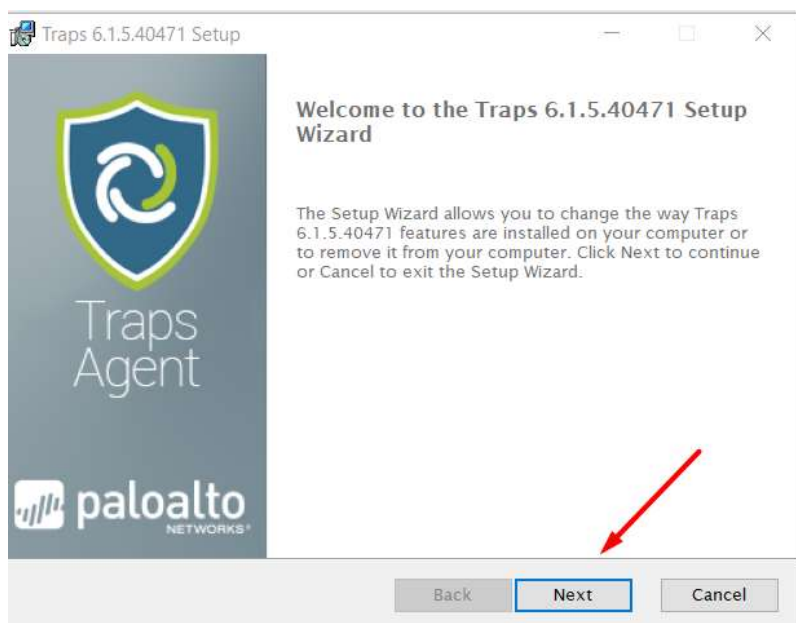 Traps 6.1.5.40471 Setup
Welcome to the Traps 6.1.5.40471 Setup
Wizard
The Setup Wizard allows you to change the way Traps
6.1.5.40471 features are installed on your computer or
to remove it from your computer. Click Next to continue
or Cancel to exit the Setup Wizard.
Traps
Agent
paloalto
NETWORKS®
Back Next Cancel